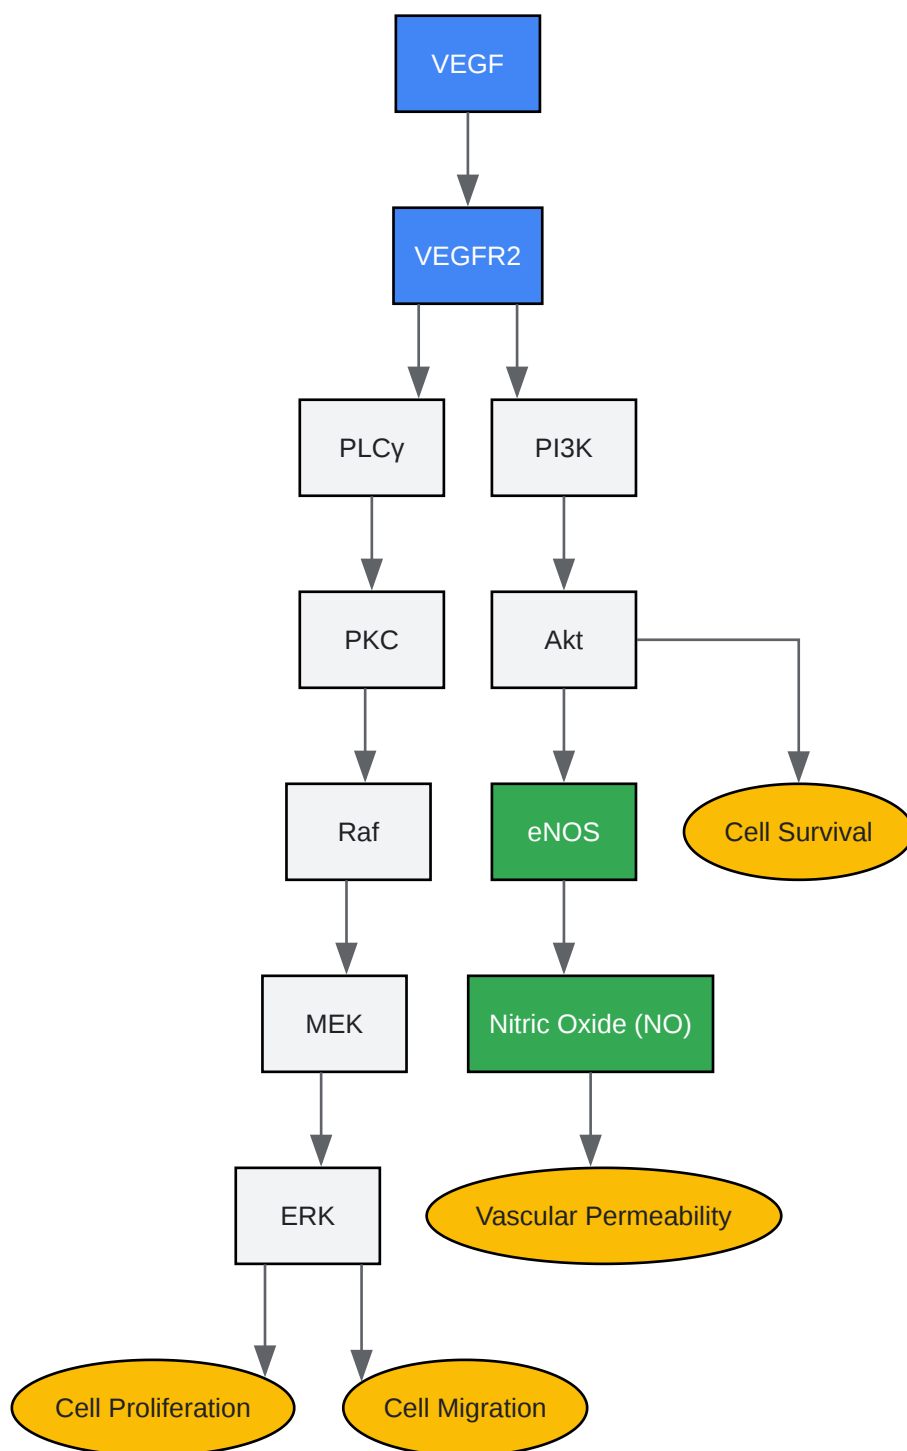 VEGF
VEGFR2
PLCγ
PI3K
PKC
Akt
Raf
eNOS
Cell Survival
MEK
Nitric Oxide (NO)
ERK
Vascular Permeability
Cell Proliferation
Cell Migration